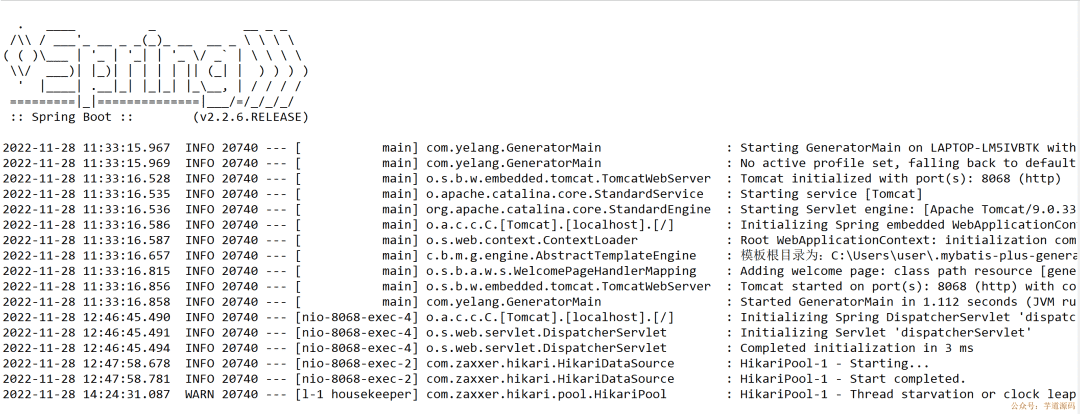 .   ____          _            __ _ _
 /\\ / ___'_ __ _ _(_)_ __  __ _ \ \ \ \
( ( )\___ | '_ | '_| | '_ \/ _` | \ \ \ \
 \\/  ___)| |_)| | | | | || (_| |  ) ) ) )
  '  |____| .__|_| |_|_| |_\__, | / / / /
 =========|_|==============|___/=/_/_/_/
 :: Spring Boot ::        (v2.2.6.RELEASE)
2022-11-28 11:33:15.967  INFO 20740 --- [           main] com.yelang.GeneratorMain                 : Starting GeneratorMain on LAPTOP-LM5IVBTK with
2022-11-28 11:33:15.969  INFO 20740 --- [           main] com.yelang.GeneratorMain                 : No active profile set, falling back to default
2022-11-28 11:33:16.528  INFO 20740 --- [           main] o.s.b.w.embedded.tomcat.TomcatWebServer  : Tomcat initialized with port(s): 8068 (http)
2022-11-28 11:33:16.535  INFO 20740 --- [           main] o.apache.catalina.core.StandardService   : Starting service [Tomcat]
2022-11-28 11:33:16.536  INFO 20740 --- [           main] org.apache.catalina.core.StandardEngine  : Starting Servlet engine: [Apache Tomcat/9.0.33
2022-11-28 11:33:16.586  INFO 20740 --- [           main] o.a.c.c.C.[Tomcat].[localhost].[/]       : Initializing Spring embedded WebApplicationCon
2022-11-28 11:33:16.587  INFO 20740 --- [           main] o.s.web.context.ContextLoader            : Root WebApplicationContext: initialization com
2022-11-28 11:33:16.657  INFO 20740 --- [           main] c.b.m.g.engine.AbstractTemplateEngine    : 模板根目录为：C:\Users\user\.mybatis-plus-genera
2022-11-28 11:33:16.815  INFO 20740 --- [           main] o.s.b.a.w.s.WelcomePageHandlerMapping    : Adding welcome page: class path resource [gene
2022-11-28 11:33:16.856  INFO 20740 --- [           main] o.s.b.w.embedded.tomcat.TomcatWebServer  : Tomcat started on port(s): 8068 (http) with co
2022-11-28 11:33:16.858  INFO 20740 --- [           main] com.yelang.GeneratorMain                 : Started GeneratorMain in 1.112 seconds (JVM ru
2022-11-28 12:46:45.490  INFO 20740 --- [nio-8068-exec-4] o.a.c.c.C.[Tomcat].[localhost].[/]       : Initializing Spring DispatcherServlet 'dispatc
2022-11-28 12:46:45.491  INFO 20740 --- [nio-8068-exec-4] o.s.web.servlet.DispatcherServlet        : Initializing Servlet 'dispatcherServlet'
2022-11-28 12:46:45.494  INFO 20740 --- [nio-8068-exec-4] o.s.web.servlet.DispatcherServlet        : Completed initialization in 3 ms
2022-11-28 12:47:58.678  INFO 20740 --- [nio-8068-exec-2] com.zaxxer.hikari.HikariDataSource       : HikariPool-1 - Starting...
2022-11-28 12:47:58.781  INFO 20740 --- [nio-8068-exec-2] com.zaxxer.hikari.HikariDataSource       : HikariPool-1 - Start completed.
2022-11-28 14:24:31.087  WARN 20740 --- [l-1 housekeeper] com.zaxxer.hikari.pool.HikariPool        : HikariPool-1 - Thread starvation or clock leap
公众号：芋道源码